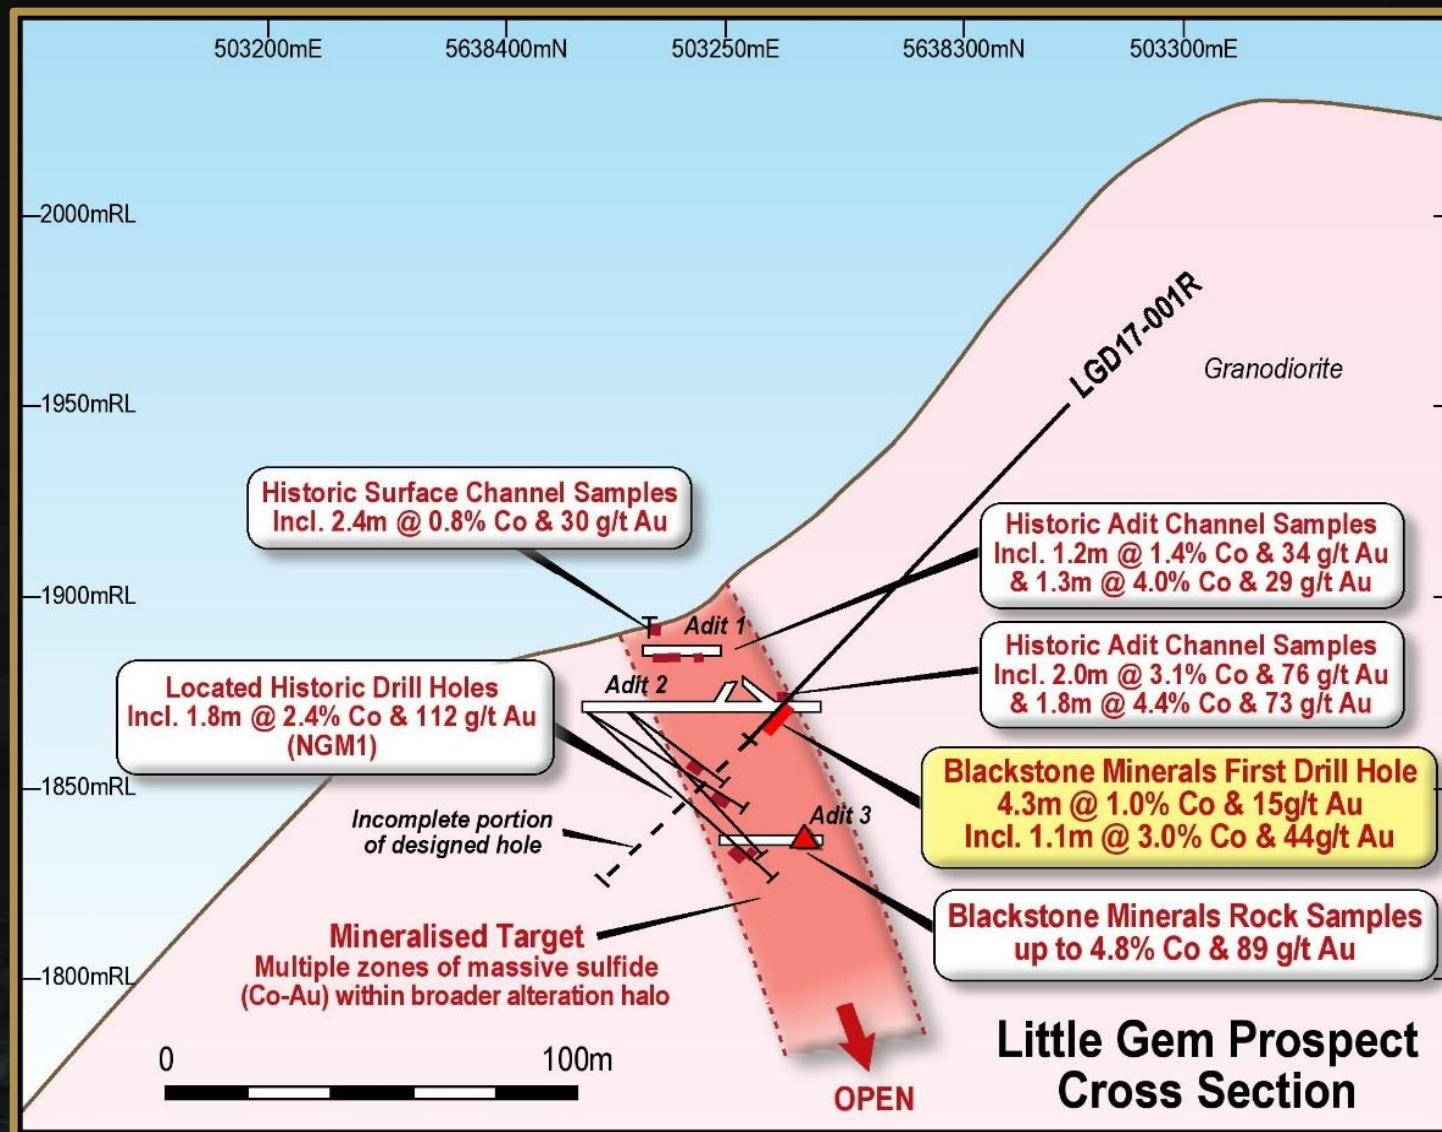 503200mE
5638400mN
503250mE
5638300mN
503300mE
2000mRL
LGD17-001R
Granodiorite
1950mRL
Historic Surface Channel Samples
Incl. 2.4m @ 0.8% Co & 30 g/t Au
Historic Adit Channel Samples
Incl. 1.2m @ 1.4% Co & 34 g/t Au
& 1.3m @ 4.0% Co & 29 g/t Au
1900mRL
Adit 1
Historic Adit Channel Samples
Incl. 2.0m @ 3.1% Co & 76 g/t Au
& 1.8m @ 4.4% Co & 73 g/t Au
Adit 2
Located Historic Drill Holes
Incl. 1.8m @ 2.4% Co & 112 g/t Au
(NGM1)
Blackstone Minerals First Drill Hole
4.3m @ 1.0% Co & 15g/t Au
Incl. 1.1m @ 3.0% Co & 44g/t Au
1850mRL
Incomplete portion
of designed hole
Adit 3
Blackstone Minerals Rock Samples
up to 4.8% Co & 89 g/t Au
Mineralised Target
Multiple zones of massive sulfide
(Co-Au) within broader alteration halo
1800mRL
0
100m
OPEN
Little Gem Prospect
Cross Section